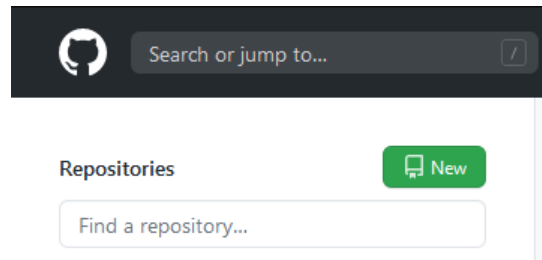 Search or jump to... /
Repositories New
Find a repository...